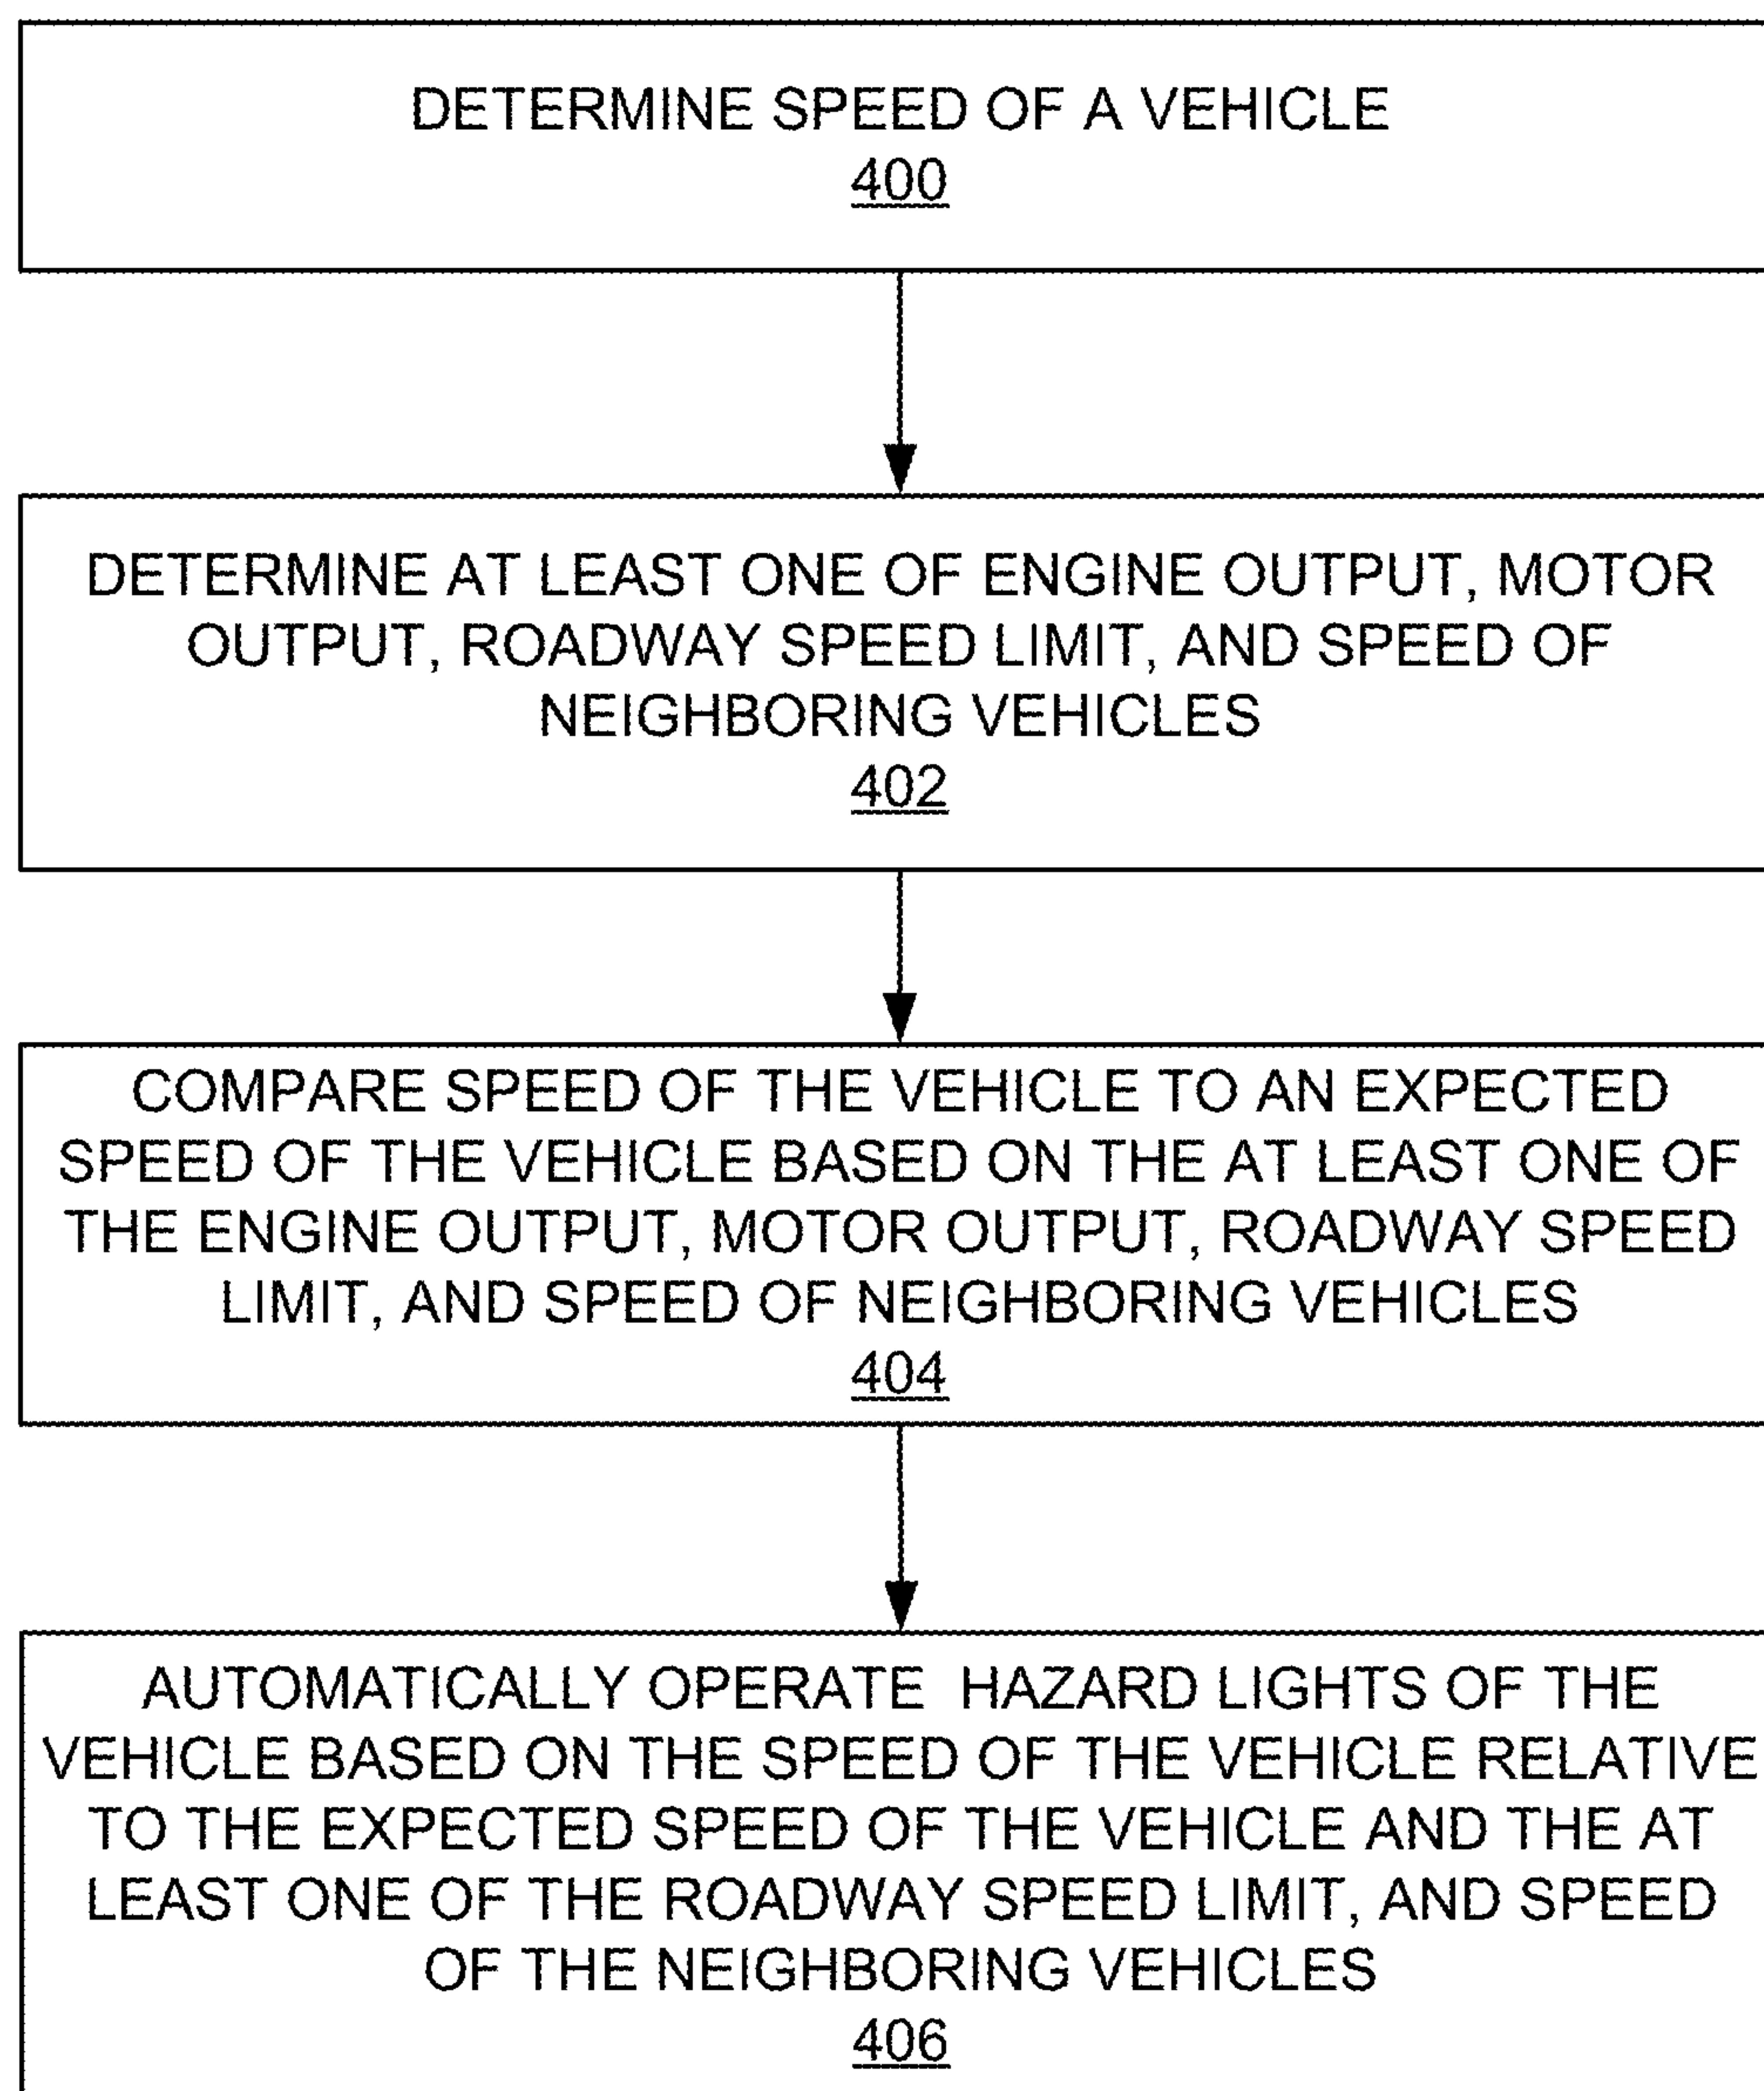 DETERMINE SPEED OF A VEHICLE
400
DETERMINE AT LEAST ONE OF ENGINE OUTPUT, MOTOR
OUTPUT, ROADWAY SPEED LIMIT, AND SPEED OF
NEIGHBORING VEHICLES
402
COMPARE SPEED OF THE VEHICLE TO AN EXPECTED
SPEED OF THE VEHICLE BASED ON THE AT LEAST ONE OF
THE ENGINE OUTPUT, MOTOR OUTPUT, ROADWAY SPEED
LIMIT, AND SPEED OF NEIGHBORING VEHICLES
404
AUTOMATICALLY OPERATE HAZARD LIGHTS OF THE
VEHICLE BASED ON THE SPEED OF THE VEHICLE RELATIVE
TO THE EXPECTED SPEED OF THE VEHICLE AND THE AT
LEAST ONE OF THE ROADWAY SPEED LIMIT, AND SPEED
OF THE NEIGHBORING VEHICLES
406